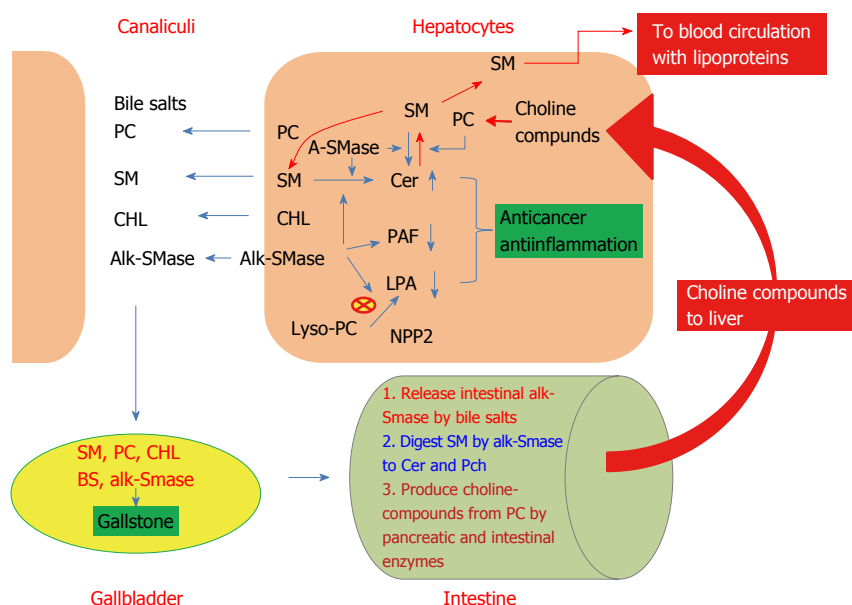 Canaliculi
Hepatocytes
To blood circulation
with lipoproteins
SM
Bile salts
PC
SM
CHL
Alk-SMase
PC
A-SMase
SM
CHL
Alk-SMase
SM
PC
Choline
compunds
Cer
PAF
LPA
Lyso-PC
NPP2
Anticancer
antiinflammation
Choline compounds
to liver
SM, PC, CHL
BS, alk-Smase
Gallstone
1. Release intestinal alk-
Smase by bile salts
2. Digest SM by alk-Smase
to Cer and Pch
3. Produce choline-
compounds from PC by
pancreatic and intestinal
enzymes
Gallbladder
Intestine